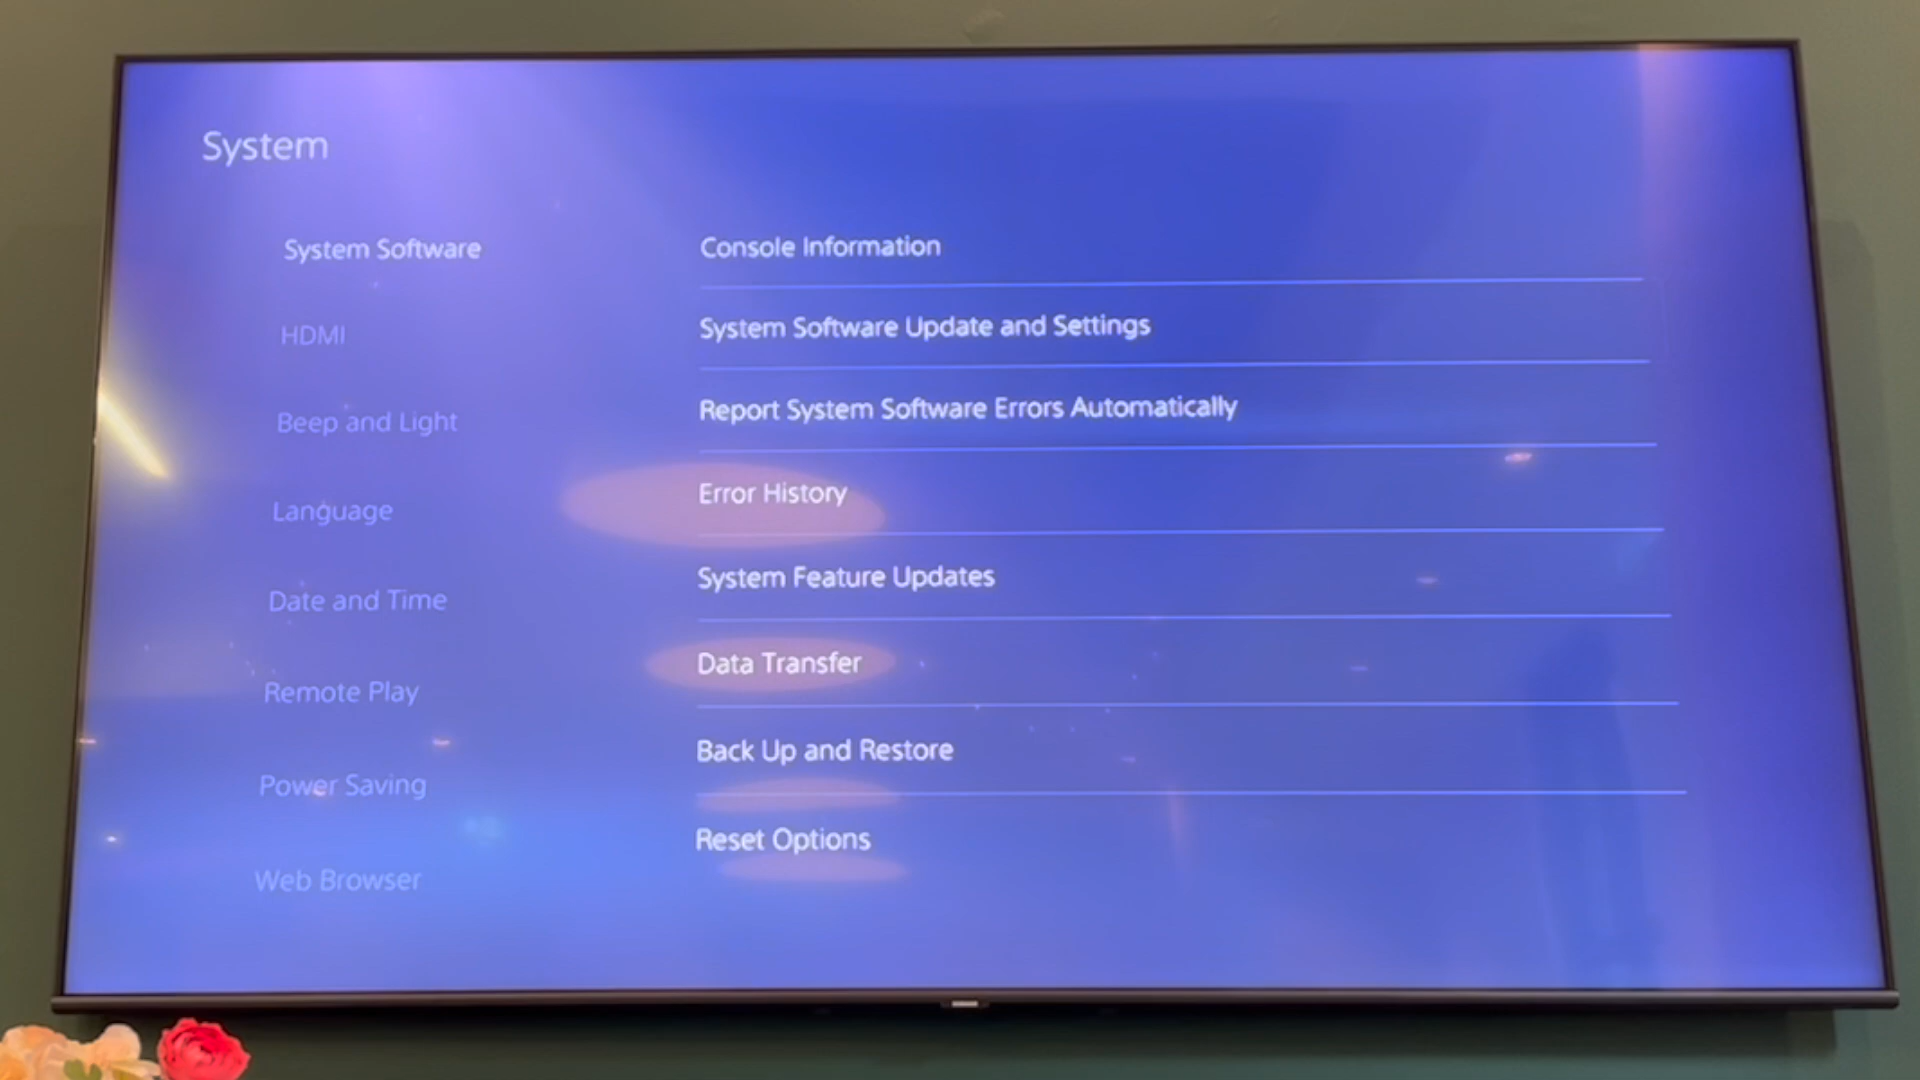 System
System Software
HDMI
Beep and Light
Language
Date and Time
Remote Play
Power Saving
Web Browser
Console Information
System Software Update and Settings
Report System Software Errors Automatically
Error History
System Feature Updates
Data Transfer
Back Up and Restore
Reset Options